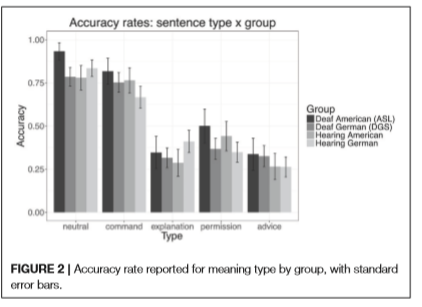 Accuracy rates: sentence type x group
1.00
0.75
0.50
0.25
0.00
Accuracy
neutral command explanation permission advice
Type
Group
Deaf American (ASL)
Deaf German (DGS)
Hearing American
Hearing German
FIGURE 2 | Accuracy rate reported for meaning type by group, with standard
error bars.